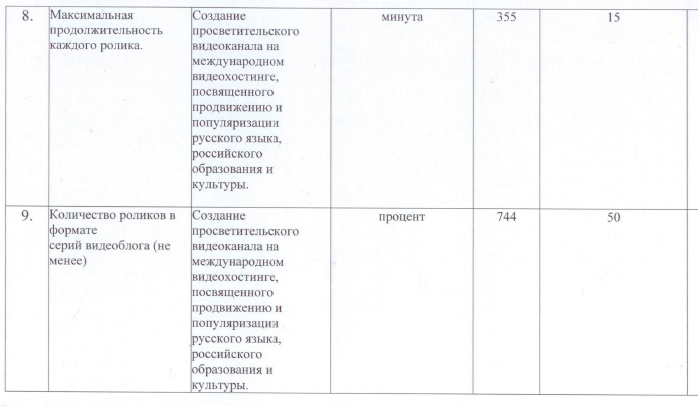 8.
Максимальная
продолжительность
каждого ролика.
Создание
просветительского
видеоканала на
международном
видеохостинге,
посвященного
продвижению и
популяризации
русского языка,
российского
образования и
культуры.
минута
355
15
9.
Количество роликов в
формате
серий видеоблога (не
менее)
Создание
просветительского
видеоканала на
международном
видеохостинге,
посвященного
продвижению и
популяризации
русского языка,
российского
образования и
культуры.
процент
744
50